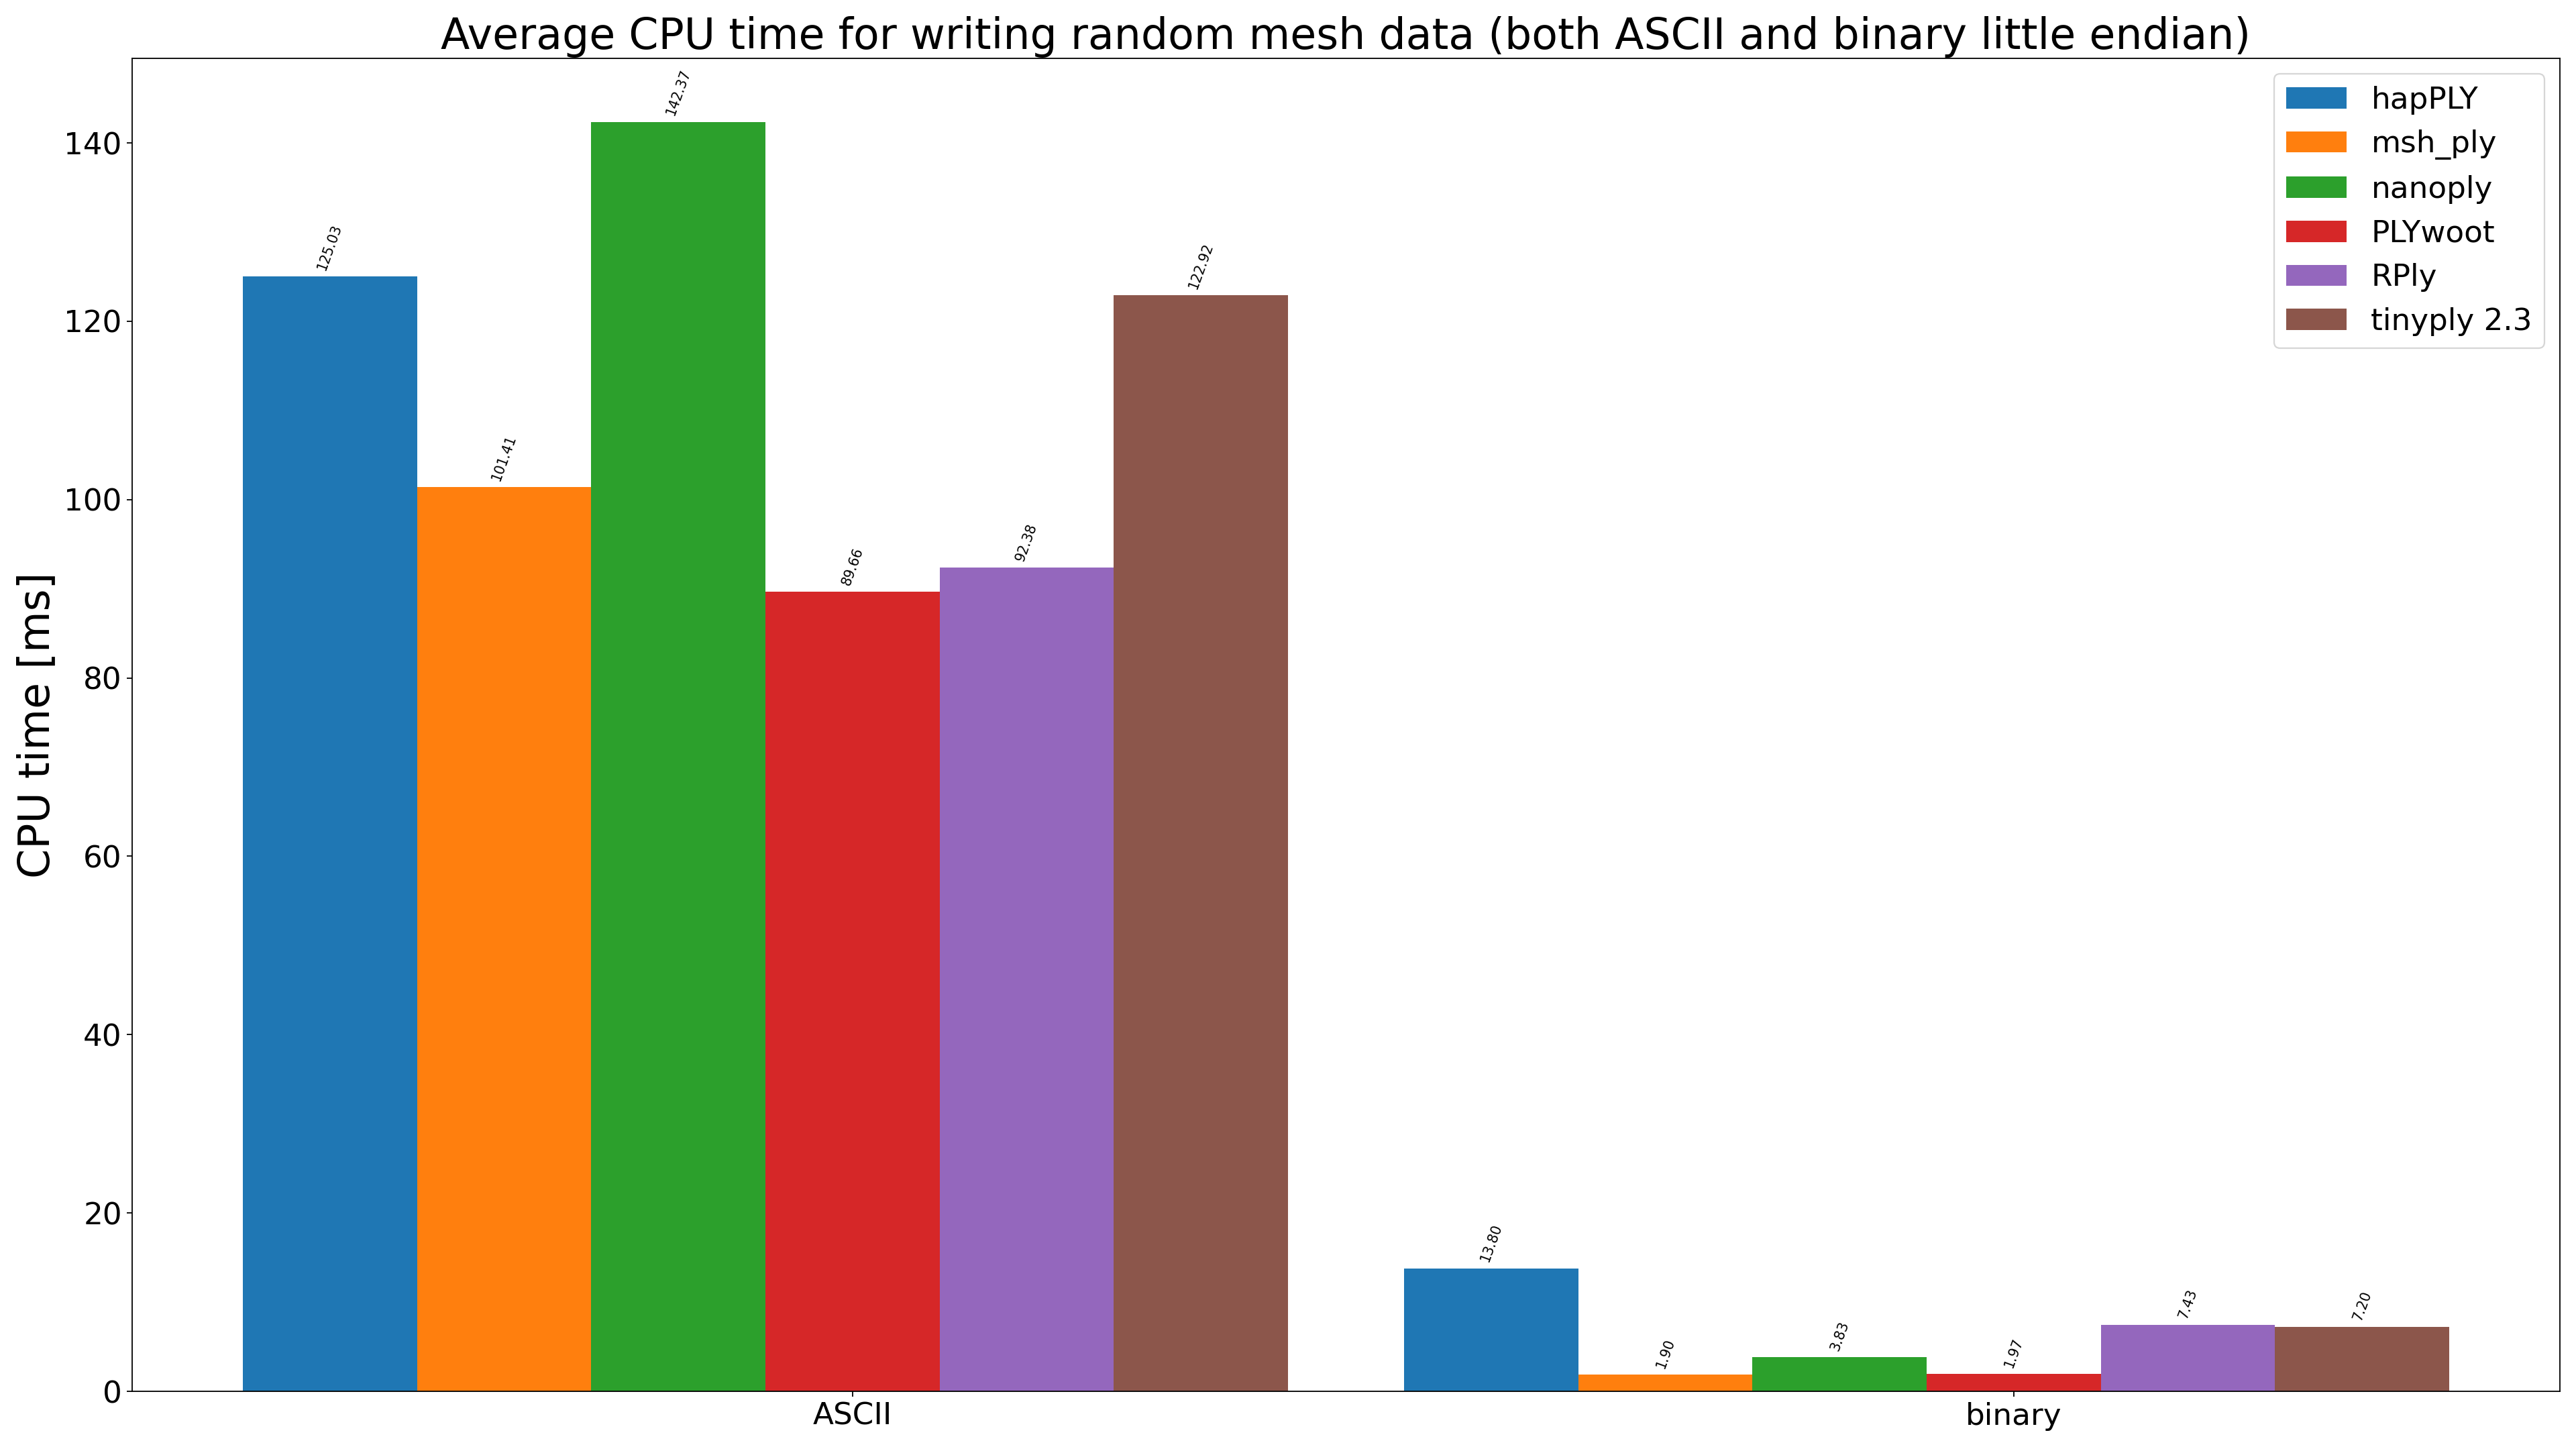 Average CPU time for writing random mesh data (both ASCII and binary little endian)
CPU time [ms]
140
120
100
80
60
40
20
0
125.03
101.41
142.37
89.66
92.38
122.92
13.80
1.90
3.83
1.97
7.43
7.20
ASCII
binary
hapPLY
msh_ply
nanoply
PLYwoot
RPly
tinyply 2.3